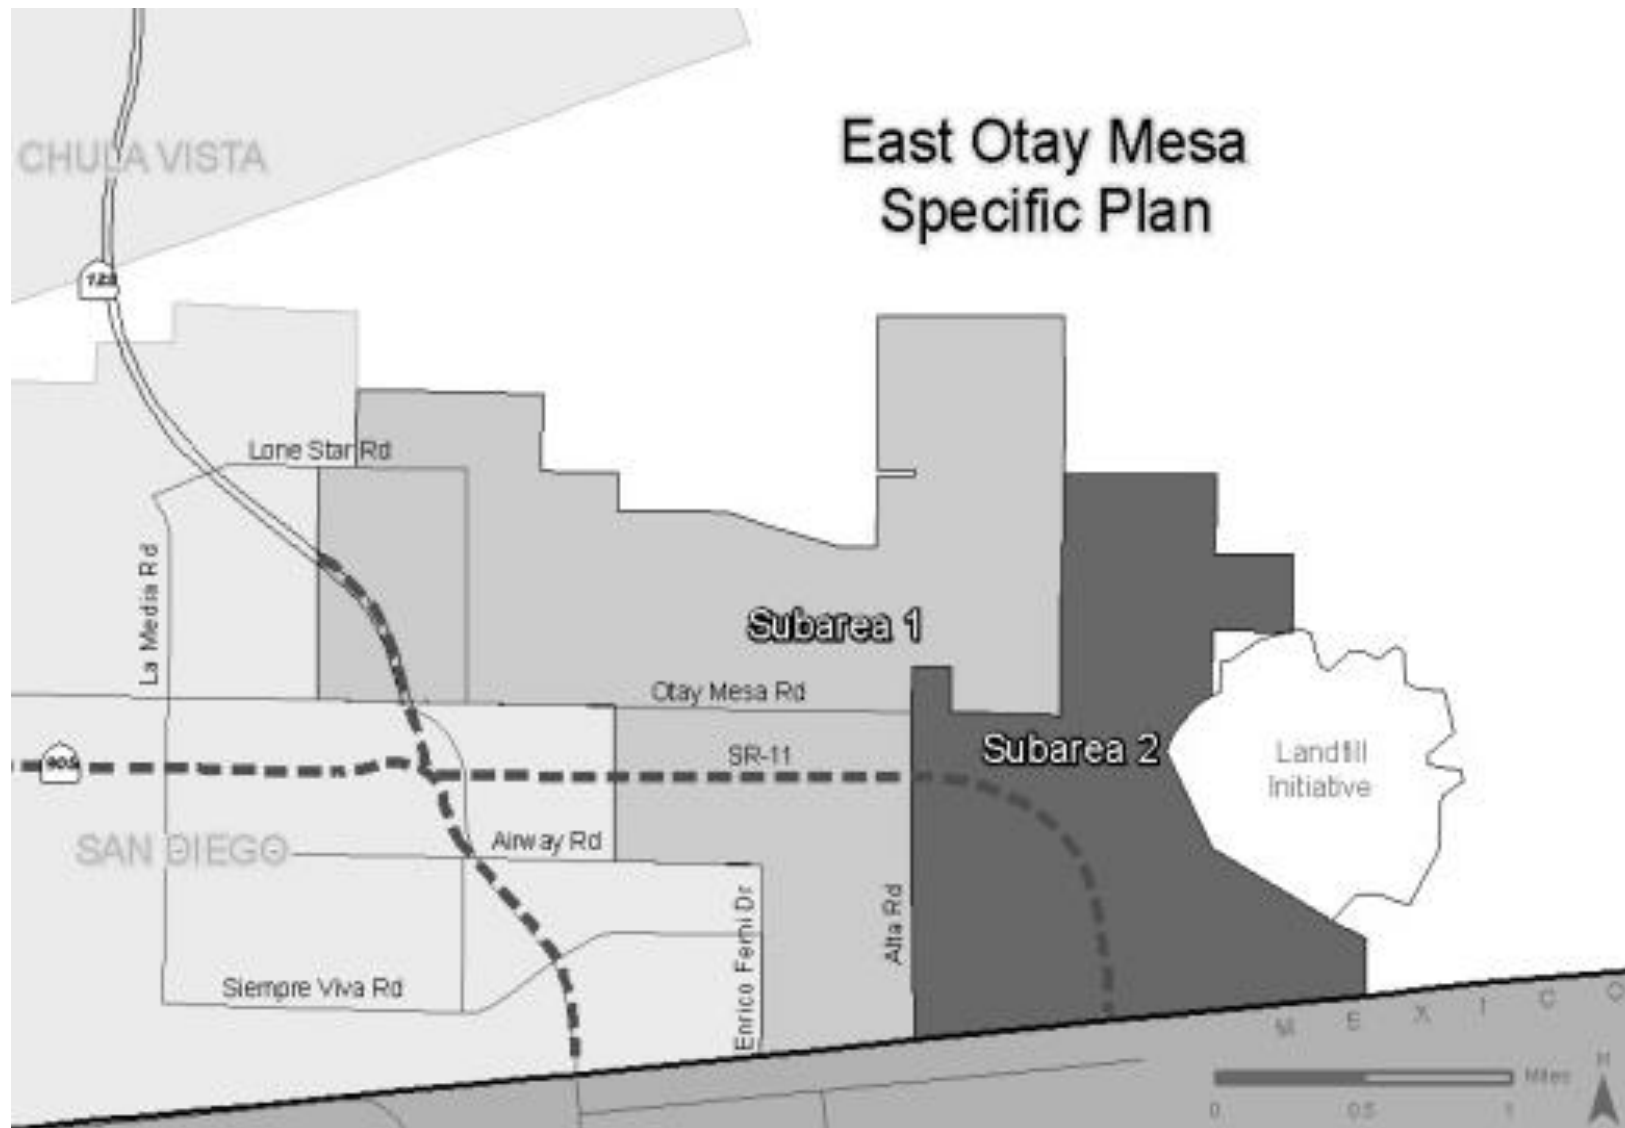 East Otay Mesa
Specific Plan
CHULA VISTA
125
Lone Star Rd
La Media Rd
Subarea 1
Otay Mesa Rd
SR-11
Subarea 2
Landfill
Initiative
905
SAN DIEGO
Airway Rd
Enrico Fermi Dr
Alta Rd
Siempre Viva Rd
MEXICO
Miles
0 0.5 1
N